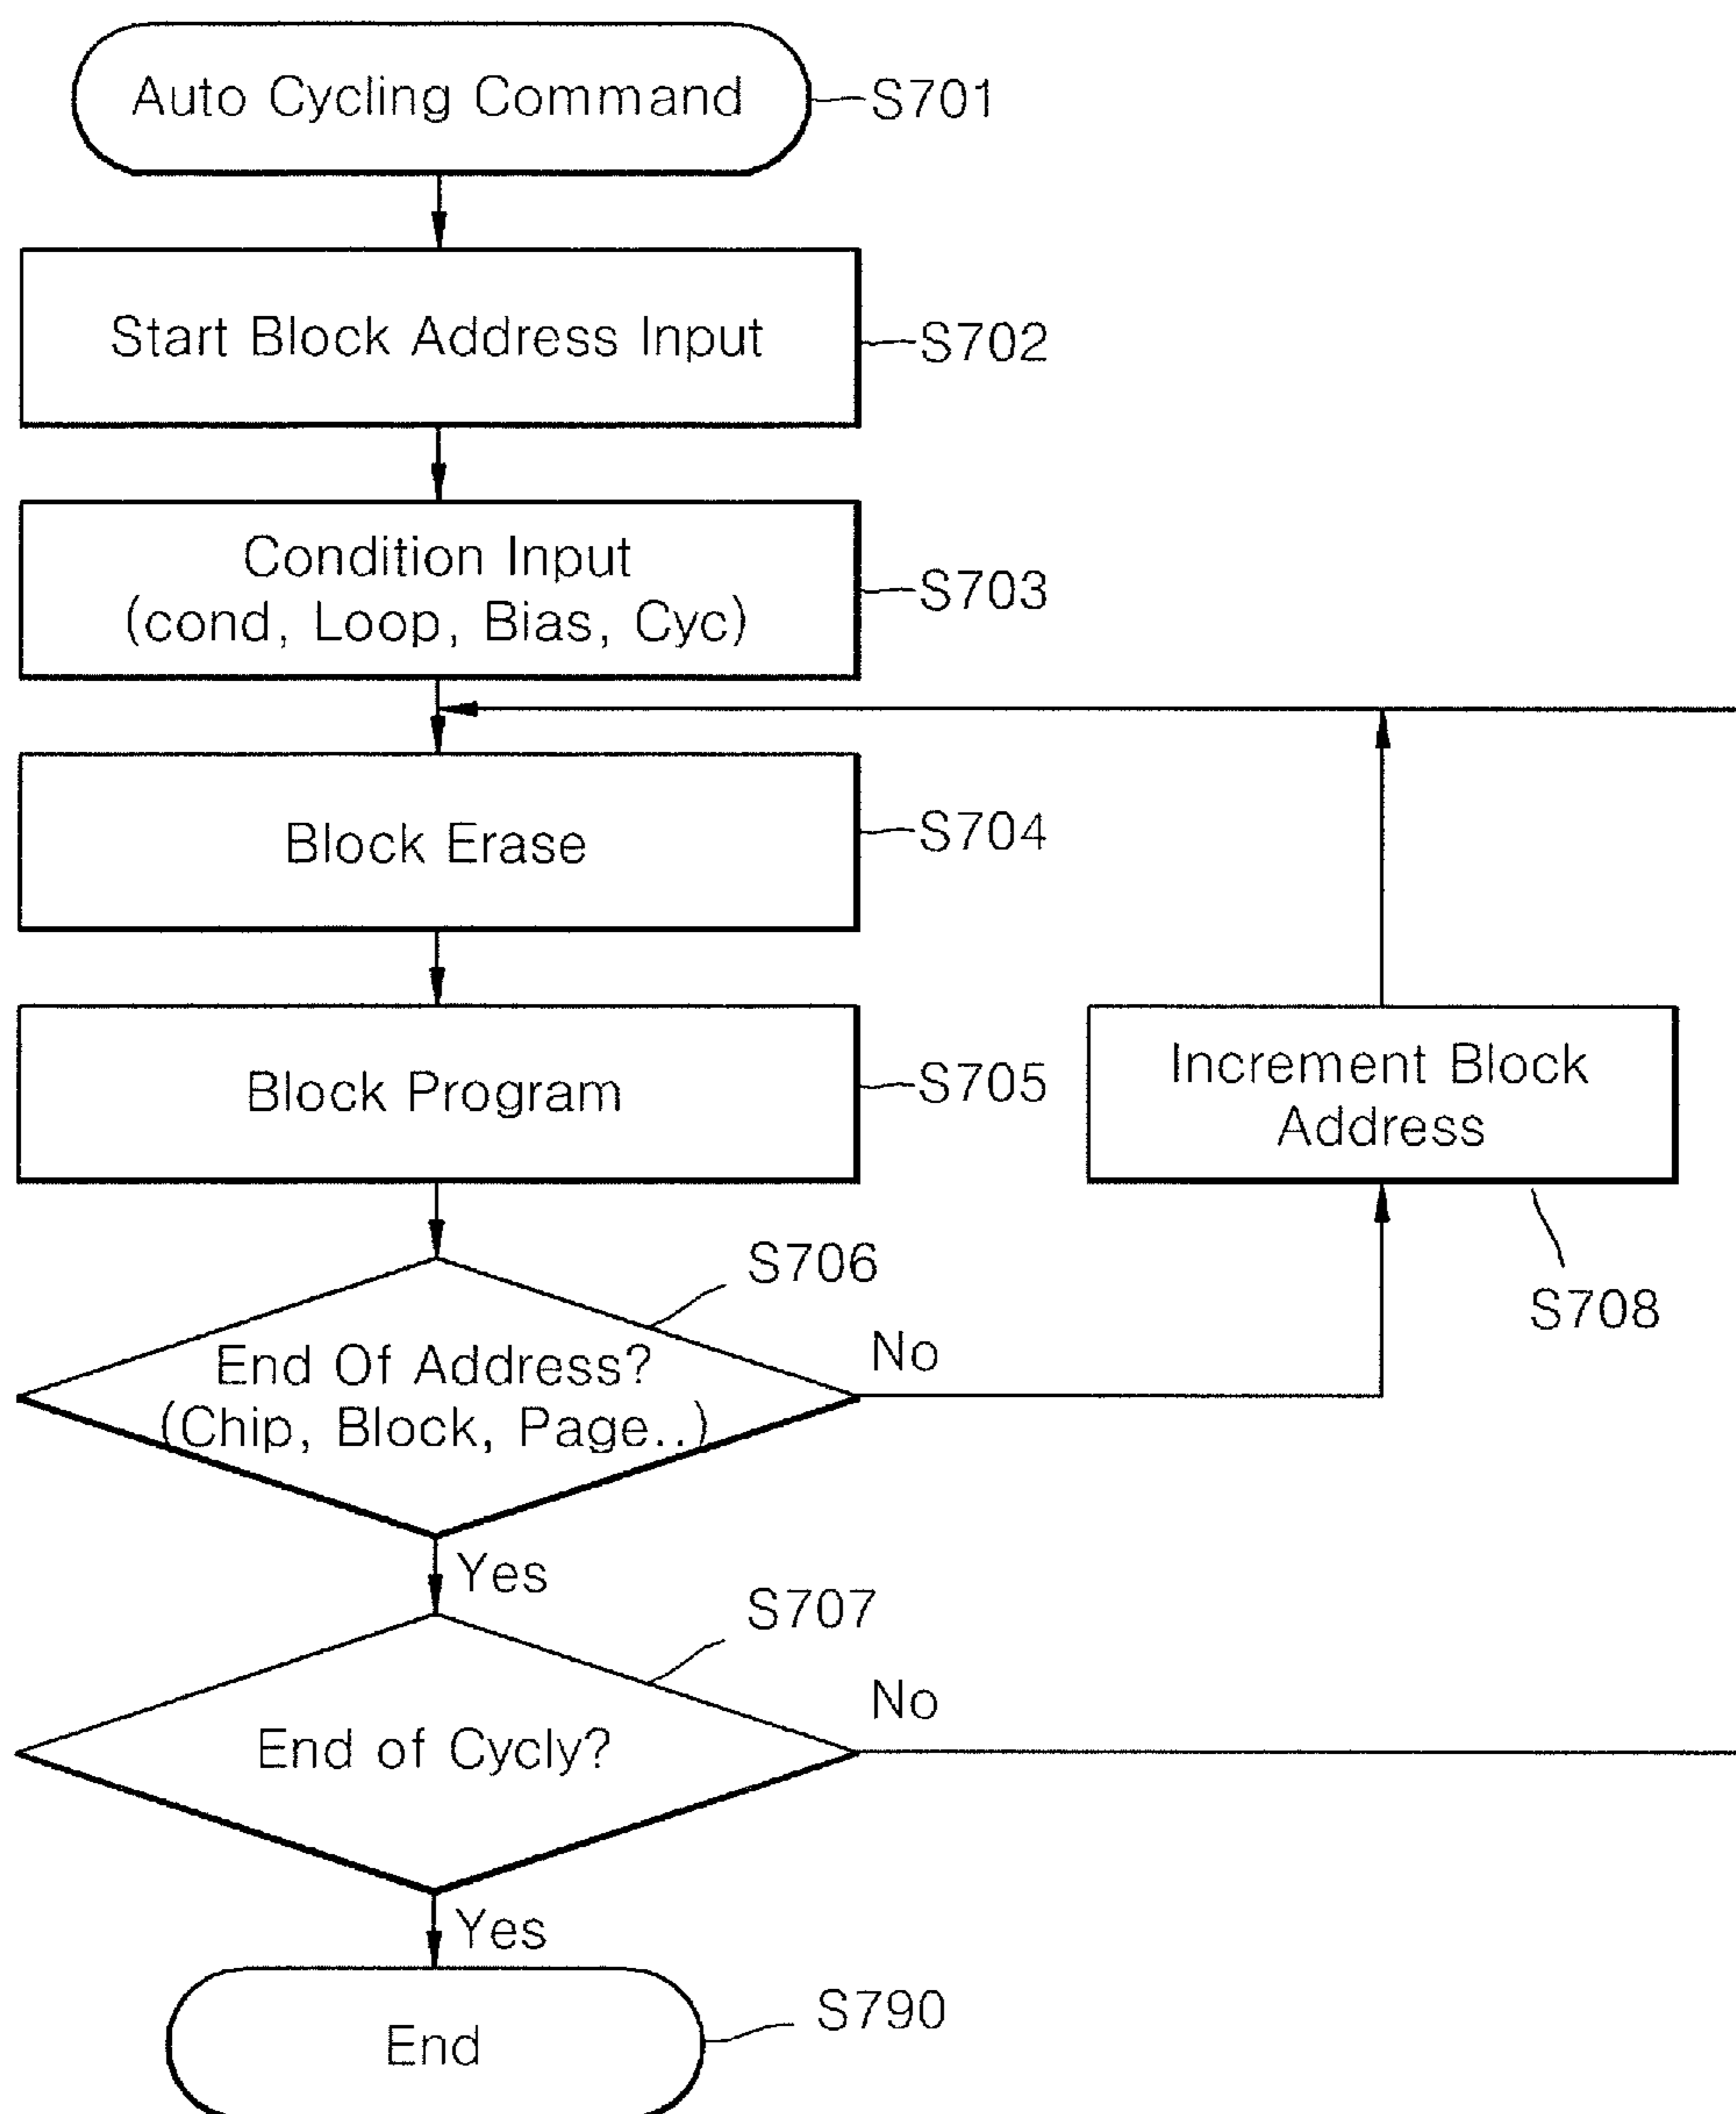 Auto Cycling Command
S701
Start Block Address Input
S702
Condition Input
(cond, Loop, Bias, Cyc)
S703
Block Erase
S704
Block Program
S705
Increment Block
Address
S708
S706
End Of Address?
(Chip, Block, Page..)
No
Yes
S707
End of Cycly?
No
Yes
End
S790